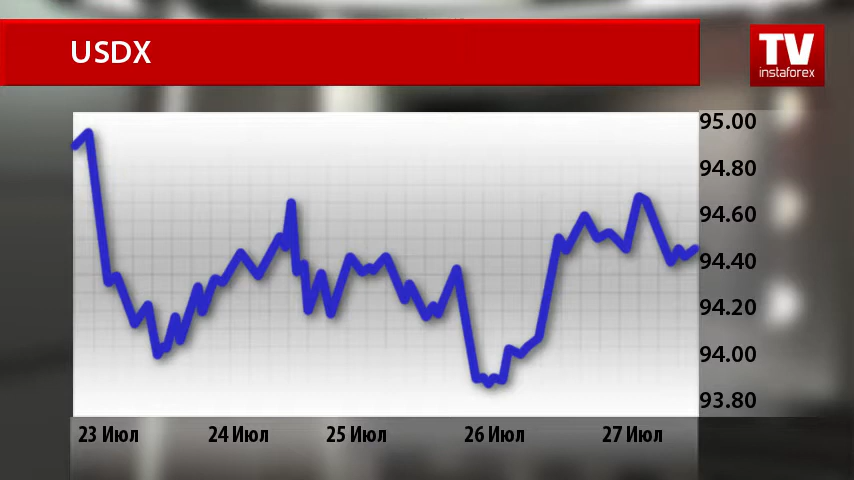 USDX
TV
instaforex
95.00
94.80
94.60
94.40
94.20
94.00
93.80
23 Июл 24 Июл 25 Июл 26 Июл 27 Июл